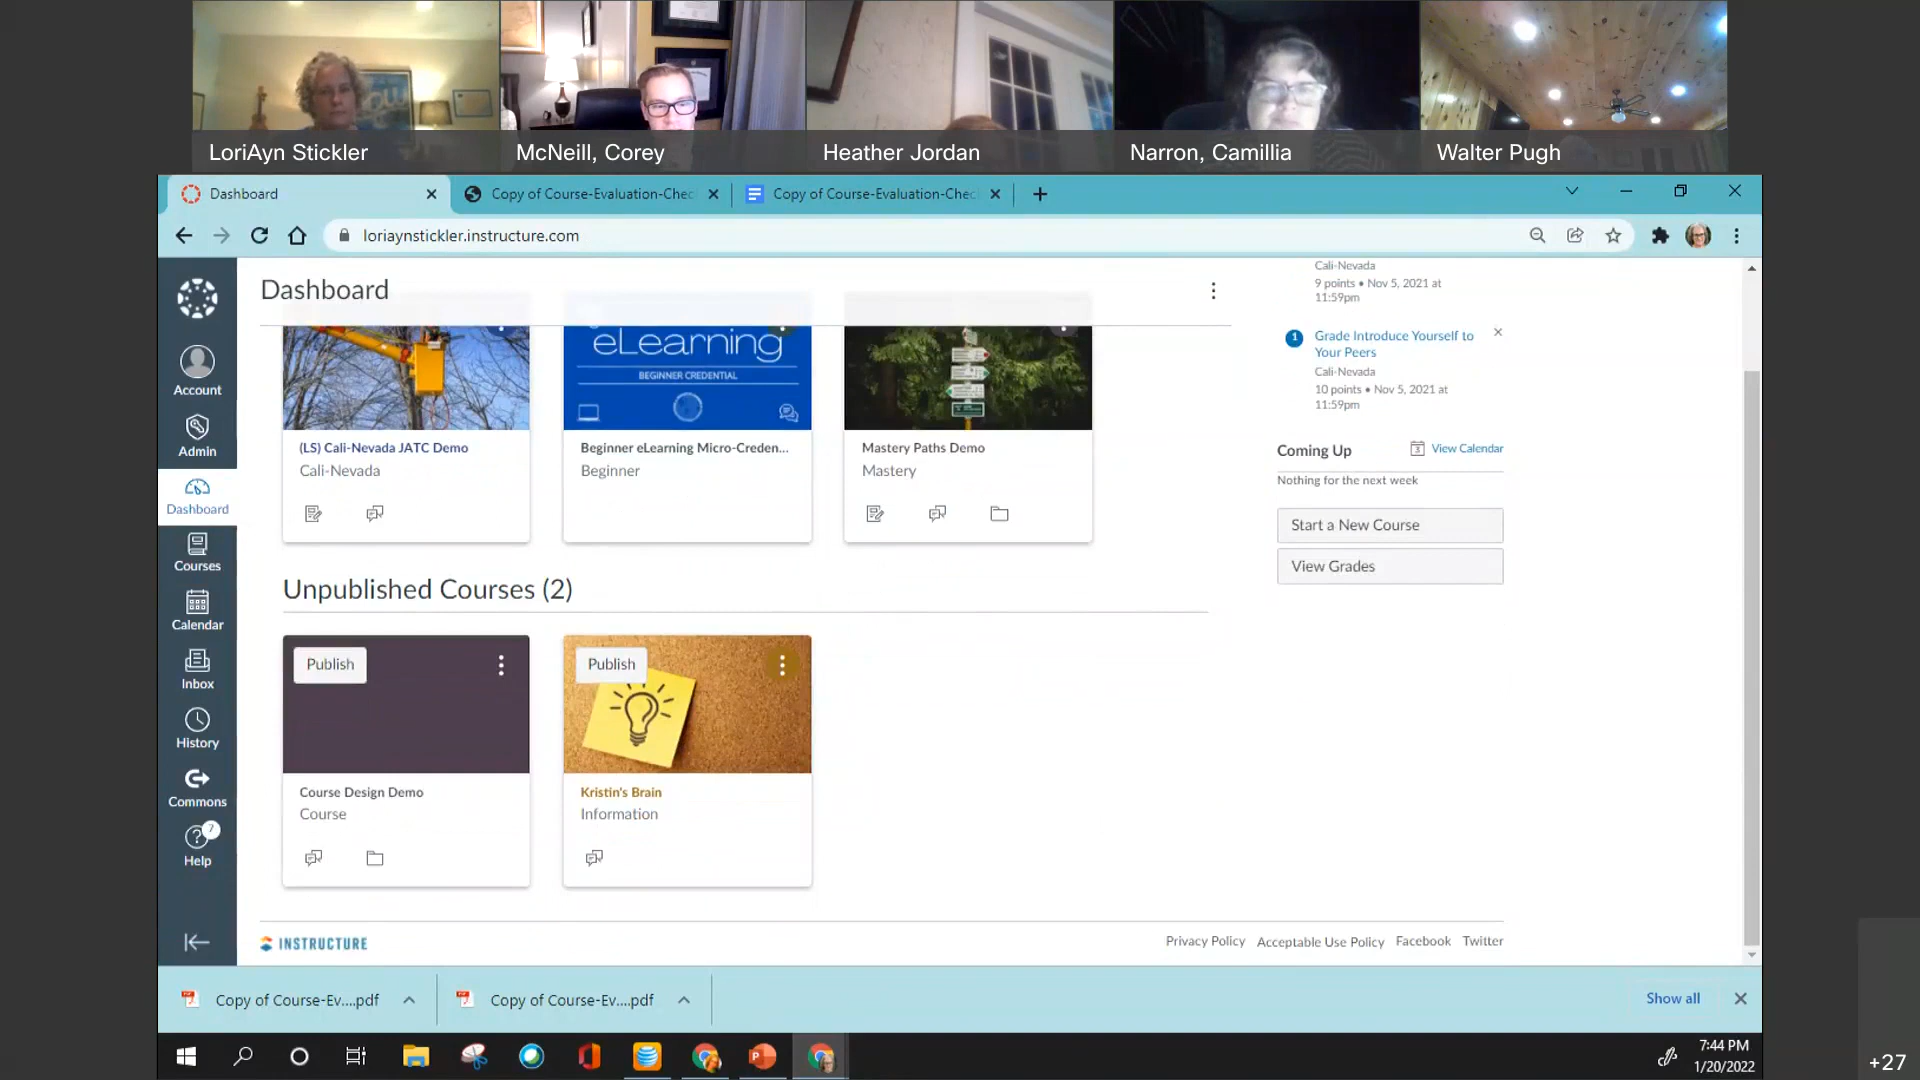 LoriAyn Stickler
McNeill, Corey
Heather Jordan
Narron, Camillia
Walter Pugh
Dashboard
Copy of Course-Evaluation-Chec
Copy of Course-Evaluation-Chec
loriaynstickler.instructure.com
Account
Admin
Dashboard
Courses
Calendar
Inbox
History
Commons
7
Help
Dashboard
eLearning
BEGINNER CREDENTIAL
(LS) Cali-Nevada JATC Demo
Cali-Nevada
Beginner eLearning Micro-Creden...
Beginner
Mastery Paths Demo
Mastery
Unpublished Courses (2)
Publish
Course Design Demo
Course
Publish
Kristin's Brain
Information
Cali-Nevada
9 points • Nov 5, 2021 at
11:59pm
1
Grade Introduce Yourself to
Your Peers
Cali-Nevada
10 points • Nov 5, 2021 at
11:59pm
Coming Up
3
View Calendar
Nothing for the next week
Start a New Course
View Grades
INSTRUCTURE
Privacy Policy
Acceptable Use Policy
Facebook
Twitter
Copy of Course-Ev....pdf
Copy of Course-Ev....pdf
Show all
7:44 PM
1/20/2022
+27